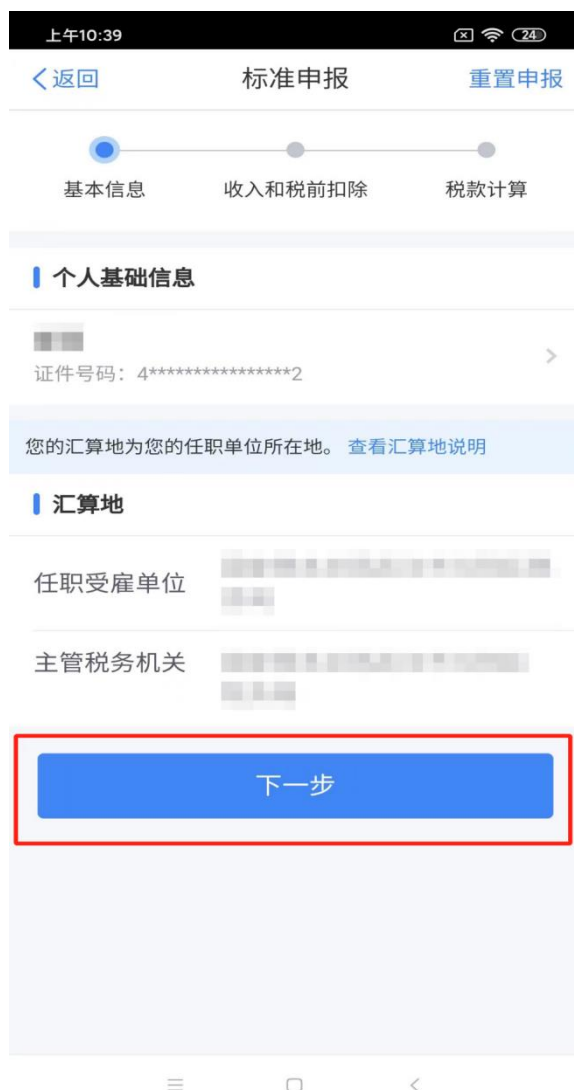 上午10:39
24
返回 标准申报 重置申报
基本信息 收入和税前扣除 税款计算
个人基础信息
证件号码：4****************2
您的汇算地为您的任职单位所在地。 查看汇算地说明
汇算地
任职受雇单位
主管税务机关
下一步